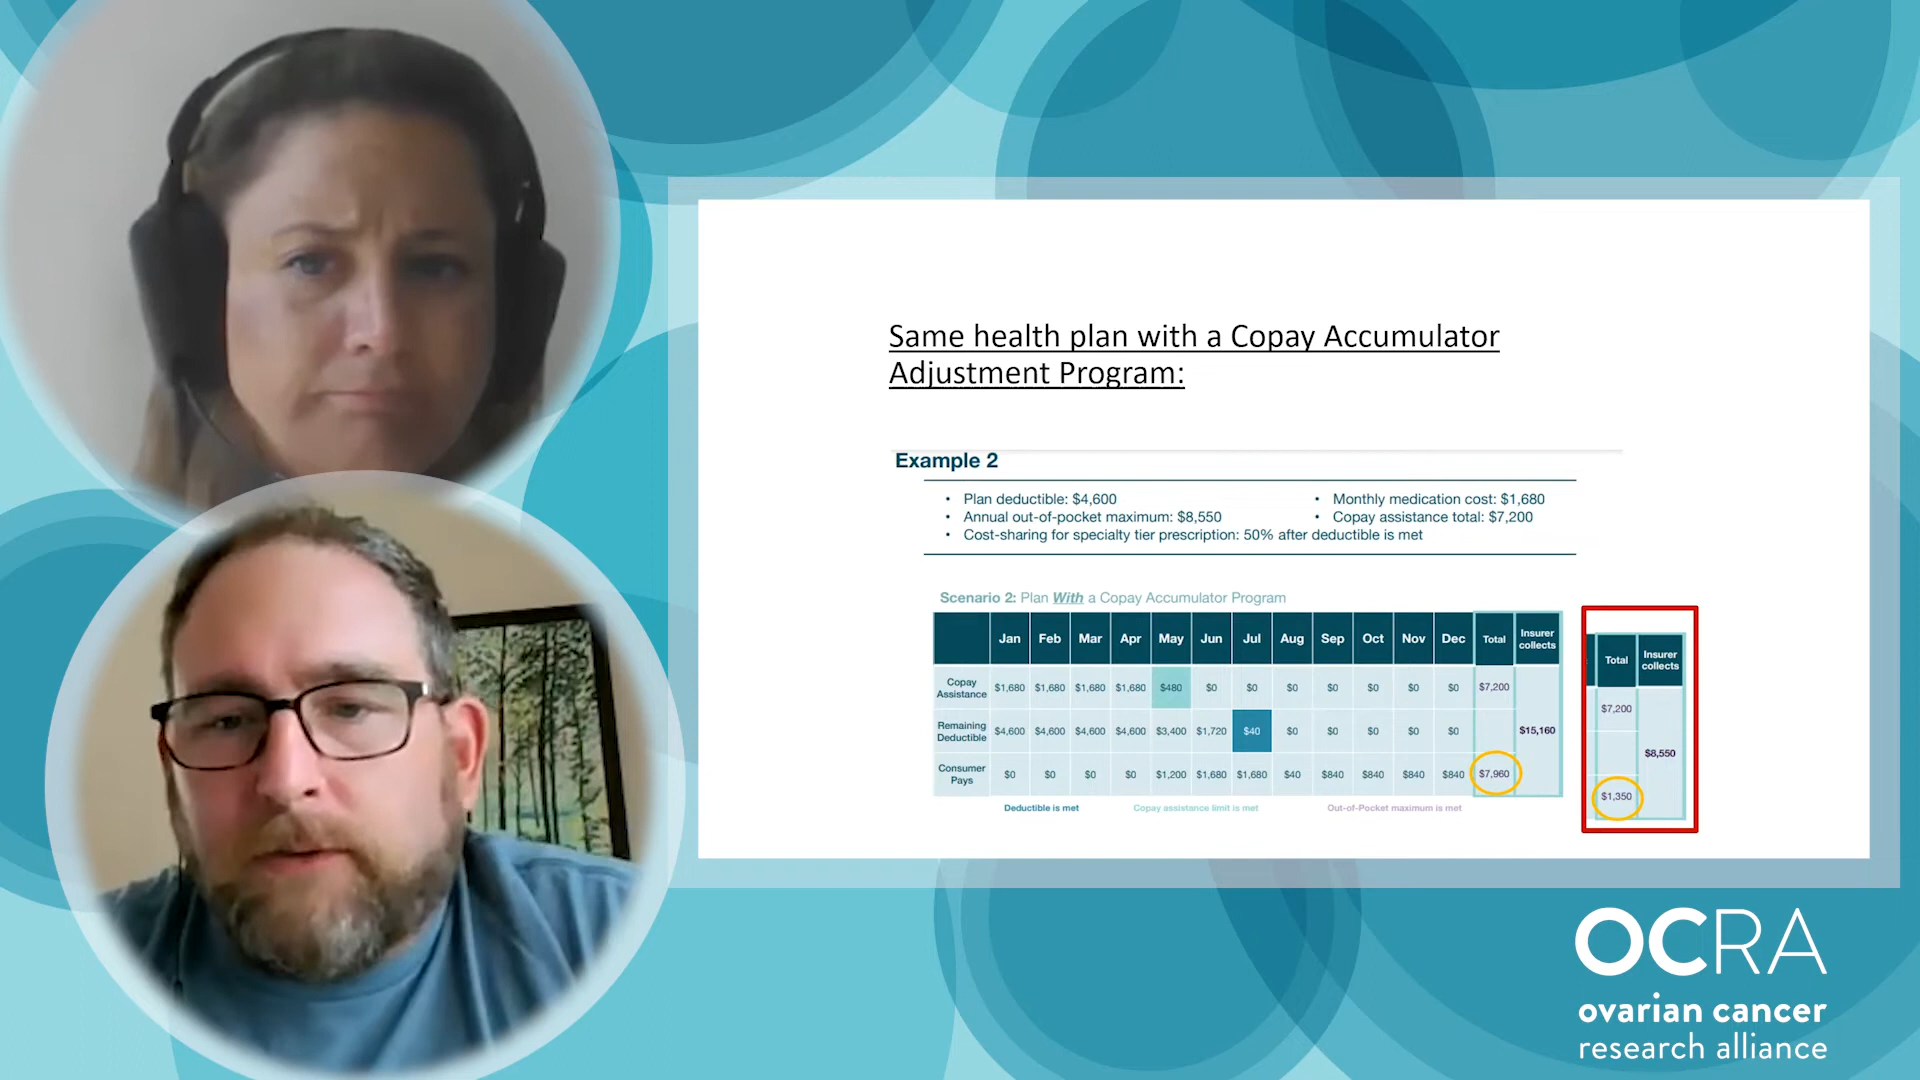 Same health plan with a Copay Accumulator
Adjustment Program:
Example 2
• Plan deductible: $4,600
• Annual out-of-pocket maximum: $8,550
• Cost-sharing for specialty tier prescription: 50% after deductible is met
• Monthly medication cost: $1,680
• Copay assistance total: $7,200
Scenario 2: Plan With a Copay Accumulator Program
Jan Feb Mar Apr May Jun Jul Aug Sep Oct Nov Dec Total Insurer collects
Copay Assistance $1,680 $1,680 $1,680 $1,680 $480 $0 $0 $0 $0 $0 $0 $0 $7,200
Remaining Deductible $4,600 $4,600 $4,600 $4,600 $3,400 $1,720 $40 $0 $0 $0 $0 $0 $15,160
Consumer Pays $0 $0 $0 $0 $1,200 $1,680 $1,680 $40 $840 $840 $840 $840 $7,960
Deductible is met Copay assistance limit is met Out-of-Pocket maximum is met
Total Insurer collects
$7,200
$8,550
$1,350
OCRA
ovarian cancer
research alliance